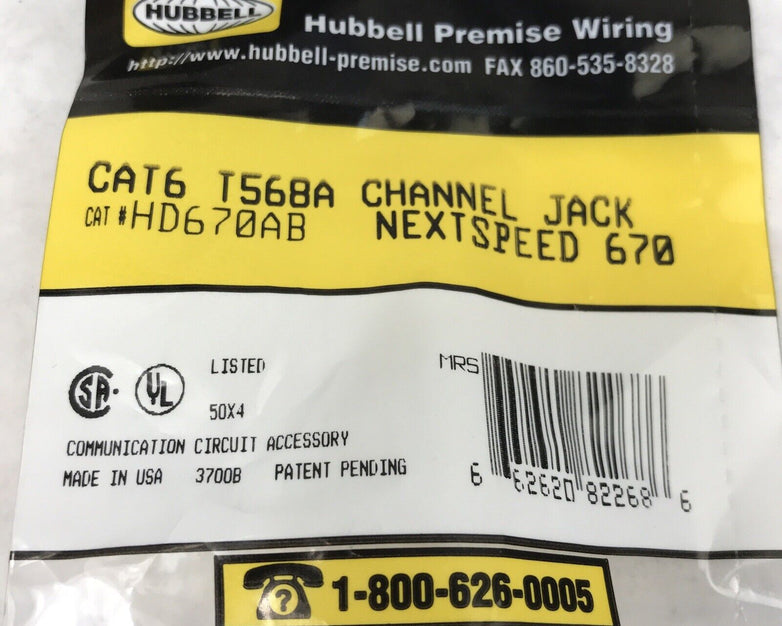 HUBBELL
Hubbell Premise Wiring
http://www.hubbell-premise.com FAX 860-535-8328
CAT6 T568A CHANNEL JACK
CAT #HD670AB NEXTSPEED 670
SA UL LISTED
50X4
MRS
COMMUNICATION CIRCUIT ACCESSORY
MADE IN USA 3700B PATENT PENDING
6 62620 82268 6
?
1-800-626-0005